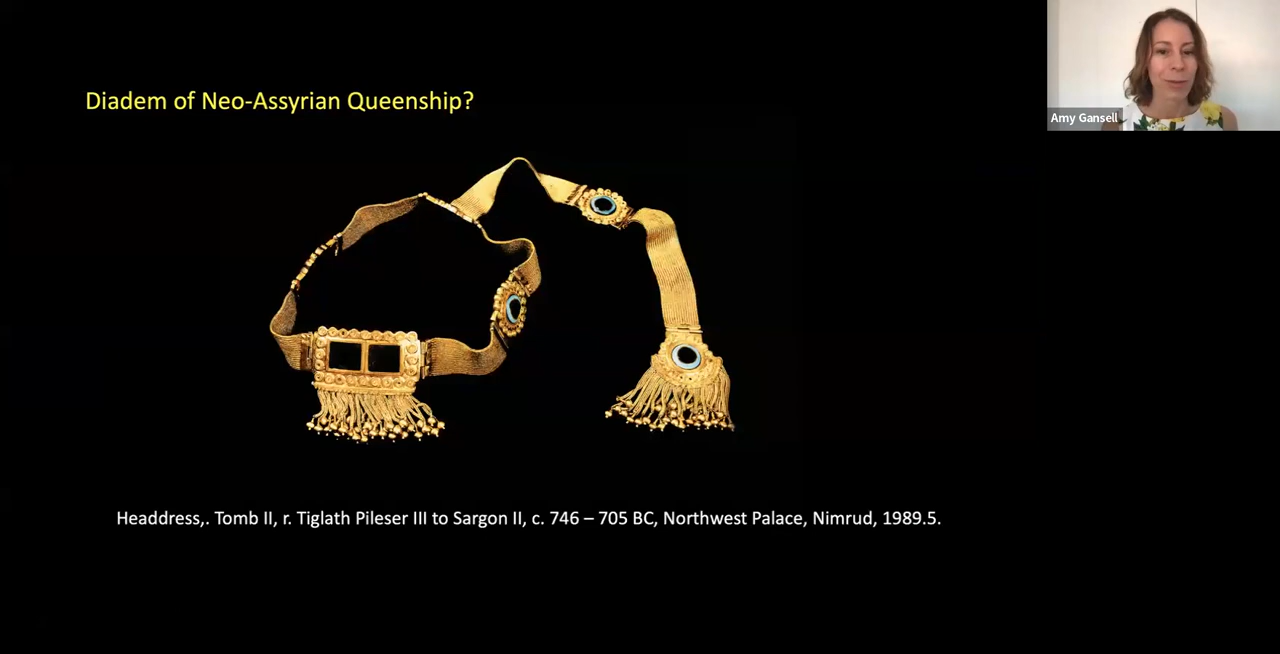 Diadem of Neo-Assyrian Queenship?
Amy Gansell
Headdress,. Tomb II, r. Tiglath Pileser III to Sargon II, c. 746 – 705 BC, Northwest Palace, Nimrud, 1989.5.